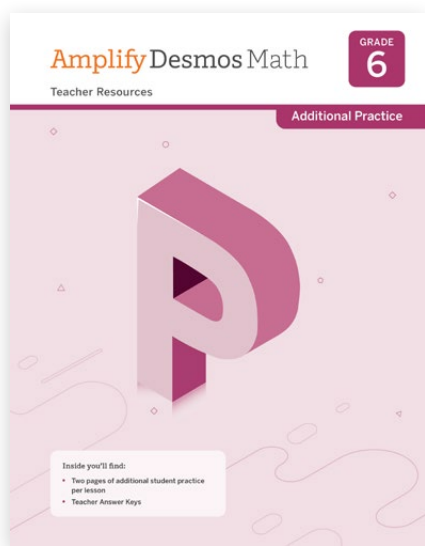 Amplify Desmos Math
GRADE
6
Teacher Resources
Additional Practice
P
Inside you'll find:
• Two pages of additional student practice
per lesson
• Teacher Answer Keys